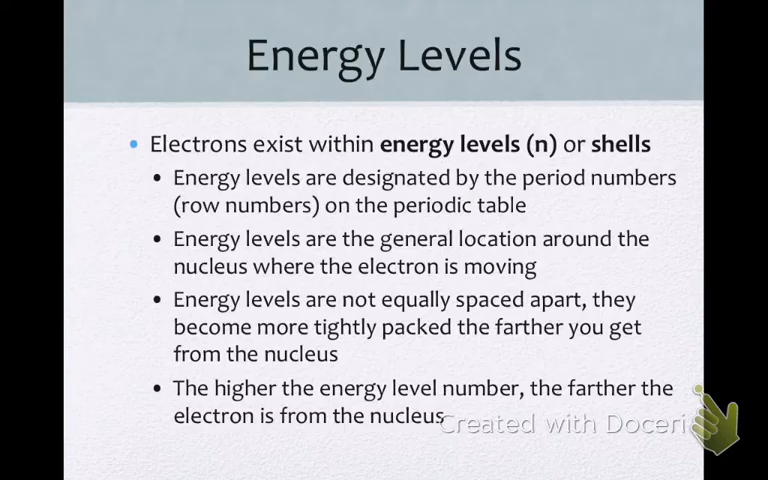 Energy Levels
• Electrons exist within energy levels (n) or shells
• Energy levels are designated by the period numbers
(row numbers) on the periodic table
• Energy levels are the general location around the
nucleus where the electron is moving
• Energy levels are not equally spaced apart, they
become more tightly packed the farther you get
from the nucleus
• The higher the energy level number, the farther the
electron is from the nucleus
Created with Doceri